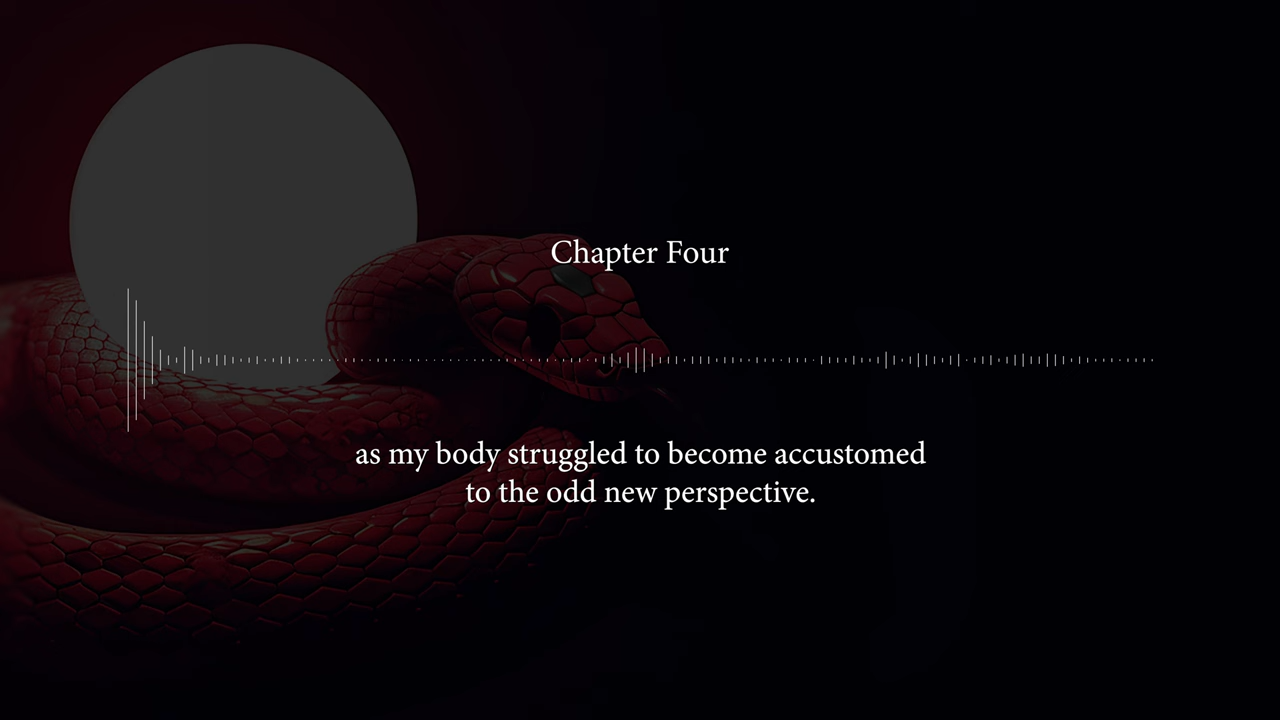 Chapter Four
as my body struggled to become accustomed
to the odd new perspective.